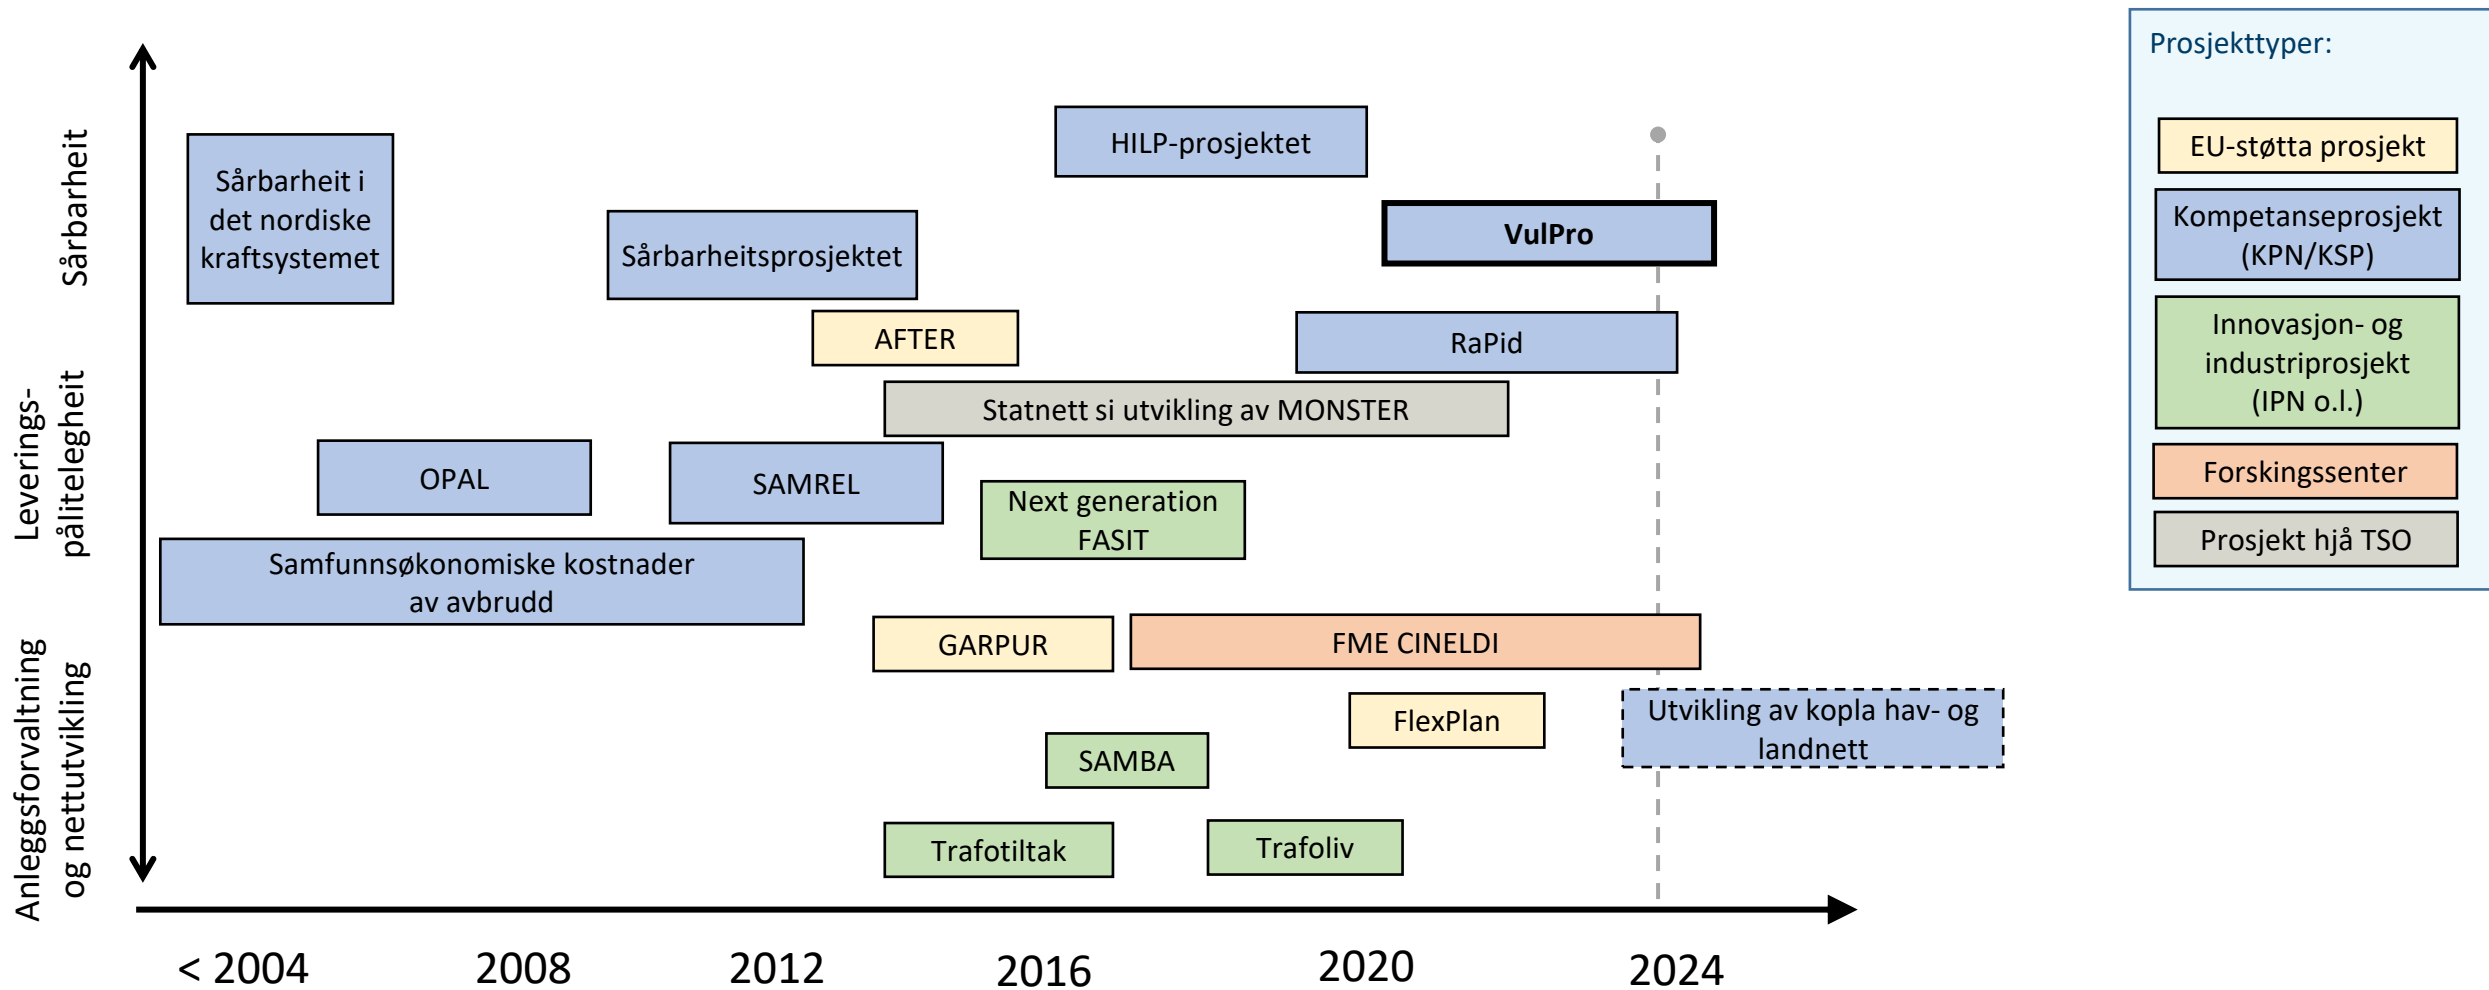 Prosjekttyper:
EU-støtta prosjekt
Kompetanseprosjekt
(KPN/KSP)
Innovasjon- og
industriprosjekt
(IPN o.l.)
Forskingssenter
Prosjekt hjå TSO
Sårbarheit
Leverings-
pålitelegheit
Anleggsforvaltning
og nettutvikling
HILP-prosjektet
Sårbarheit i
det nordiske
kraftsystemet
Sårbarheitsprosjektet
VulPro
AFTER
RaPid
Statnett si utvikling av MONSTER
OPAL
SAMREL
Next generation
FASIT
Samfunnsøkonomiske kostnader
av avbrudd
GARPUR
FME CINELDI
FlexPlan
Utvikling av kopla hav- og
landnett
SAMBA
Trafotiltak
Trafoliv
< 2004
2008
2012
2016
2020
2024